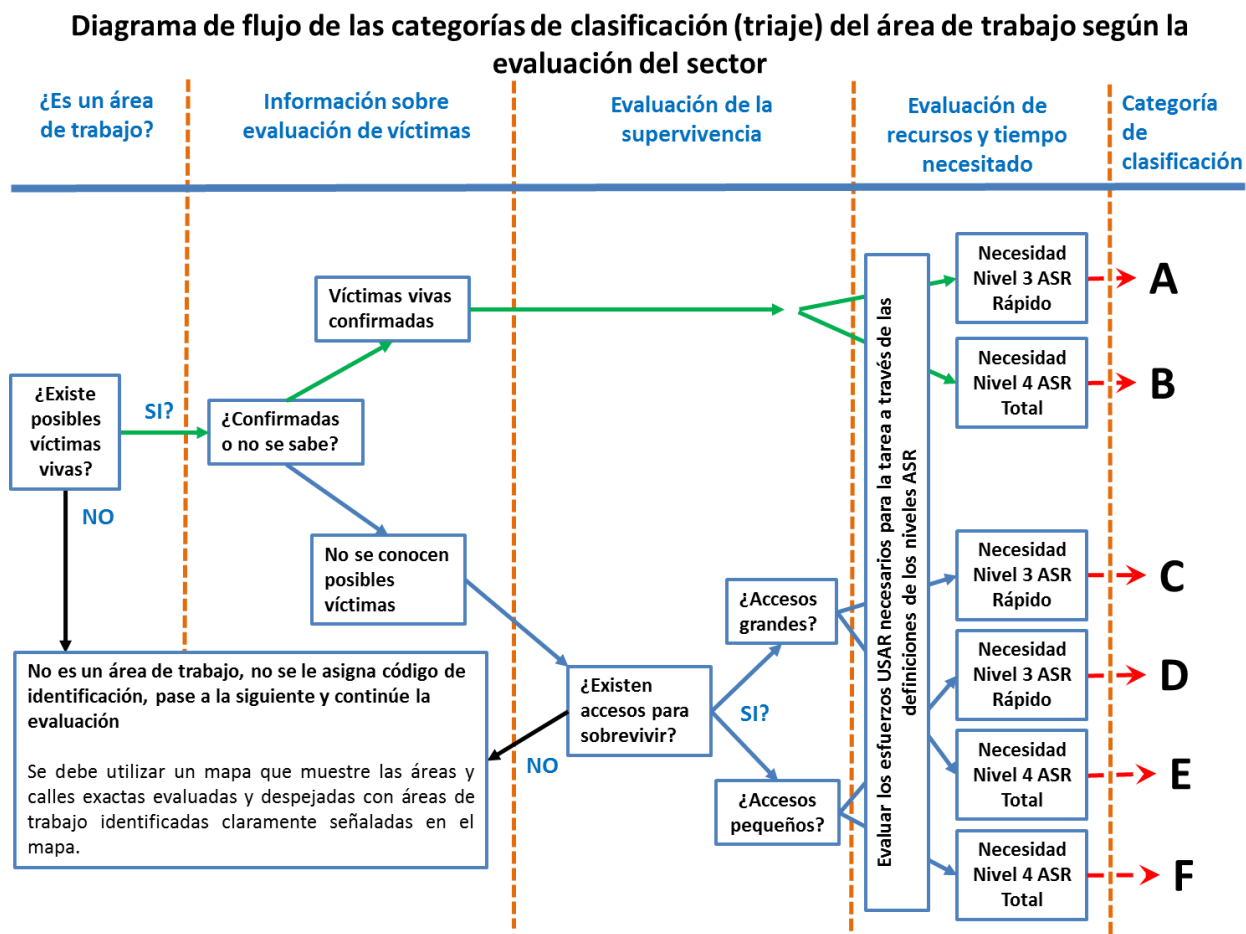 Diagrama de flujo de las categorías de clasificación (triaje) del área de trabajo según la
evaluación del sector
¿Es un área
de trabajo?
Información sobre
evaluación de víctimas
Evaluación de la
supervivencia
Evaluación de
recursos y tiempo
necesitado
Categoría
de
clasificación
¿Existe
posibles
víctimas
vivas?
SI?
NO
¿Confirmadas
o no se sabe?
Víctimas vivas
confirmadas
No se conocen
posibles
víctimas
¿Existen
accesos para
sobrevivir?
SI?
NO
¿Accesos
grandes?
¿Accesos
pequeños?
Evaluar los esfuerzos USAR necesarios para la tarea a través de las
definiciones de los niveles ASR
Necesidad
Nivel 3 ASR
Rápido
A
Necesidad
Nivel 4 ASR
Total
B
Necesidad
Nivel 3 ASR
Rápido
C
Necesidad
Nivel 3 ASR
Rápido
D
Necesidad
Nivel 4 ASR
Total
E
Necesidad
Nivel 4 ASR
Total
F
No es un área de trabajo, no se le asigna código de
identificación, pase a la siguiente y continúe la
evaluación
Se debe utilizar un mapa que muestre las áreas y
calles exactas evaluadas y despejadas con áreas de
trabajo identificadas claramente señaladas en el
mapa.